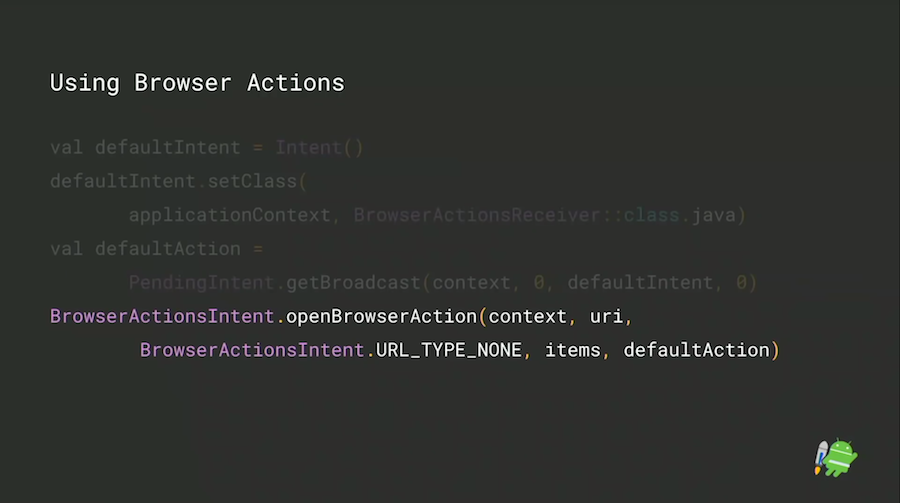 Using Browser Actions
val defaultIntent = Intent()
defaultIntent.setClass(
applicationContext, BrowserActionsReceiver::class.java)
val defaultAction =
PendingIntent.getBroadcast(context, 0, defaultIntent, 0)
BrowserActionsIntent.openBrowserAction(context, uri,
BrowserActionsIntent.URL_TYPE_NONE, items, defaultAction)